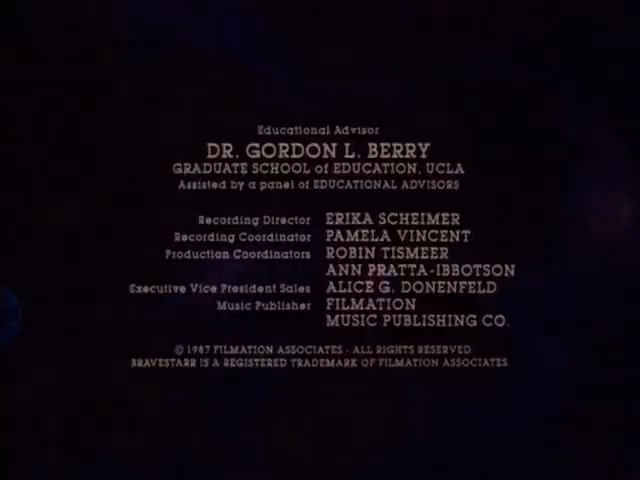 Educational Advisor
DR. GORDON L. BERRY
GRADUATE SCHOOL of EDUCATION, UCLA
Assisted by a panel of EDUCATIONAL ADVISORS
Recording Director ERIKA SCHEIMER
Recording Coordinator PAMELA VINCENT
Production Coordinators ROBIN TISMEER
ANN PRATTA-IBBOTSON
Executive Vice President Sales ALICE G. DONENFELD
Music Publisher FILMATION
MUSIC PUBLISHING CO.
© 1987 FILMATION ASSOCIATES - ALL RIGHTS RESERVED
BRAVESTARR IS A REGISTERED TRADEMARK OF FILMATION ASSOCIATES.